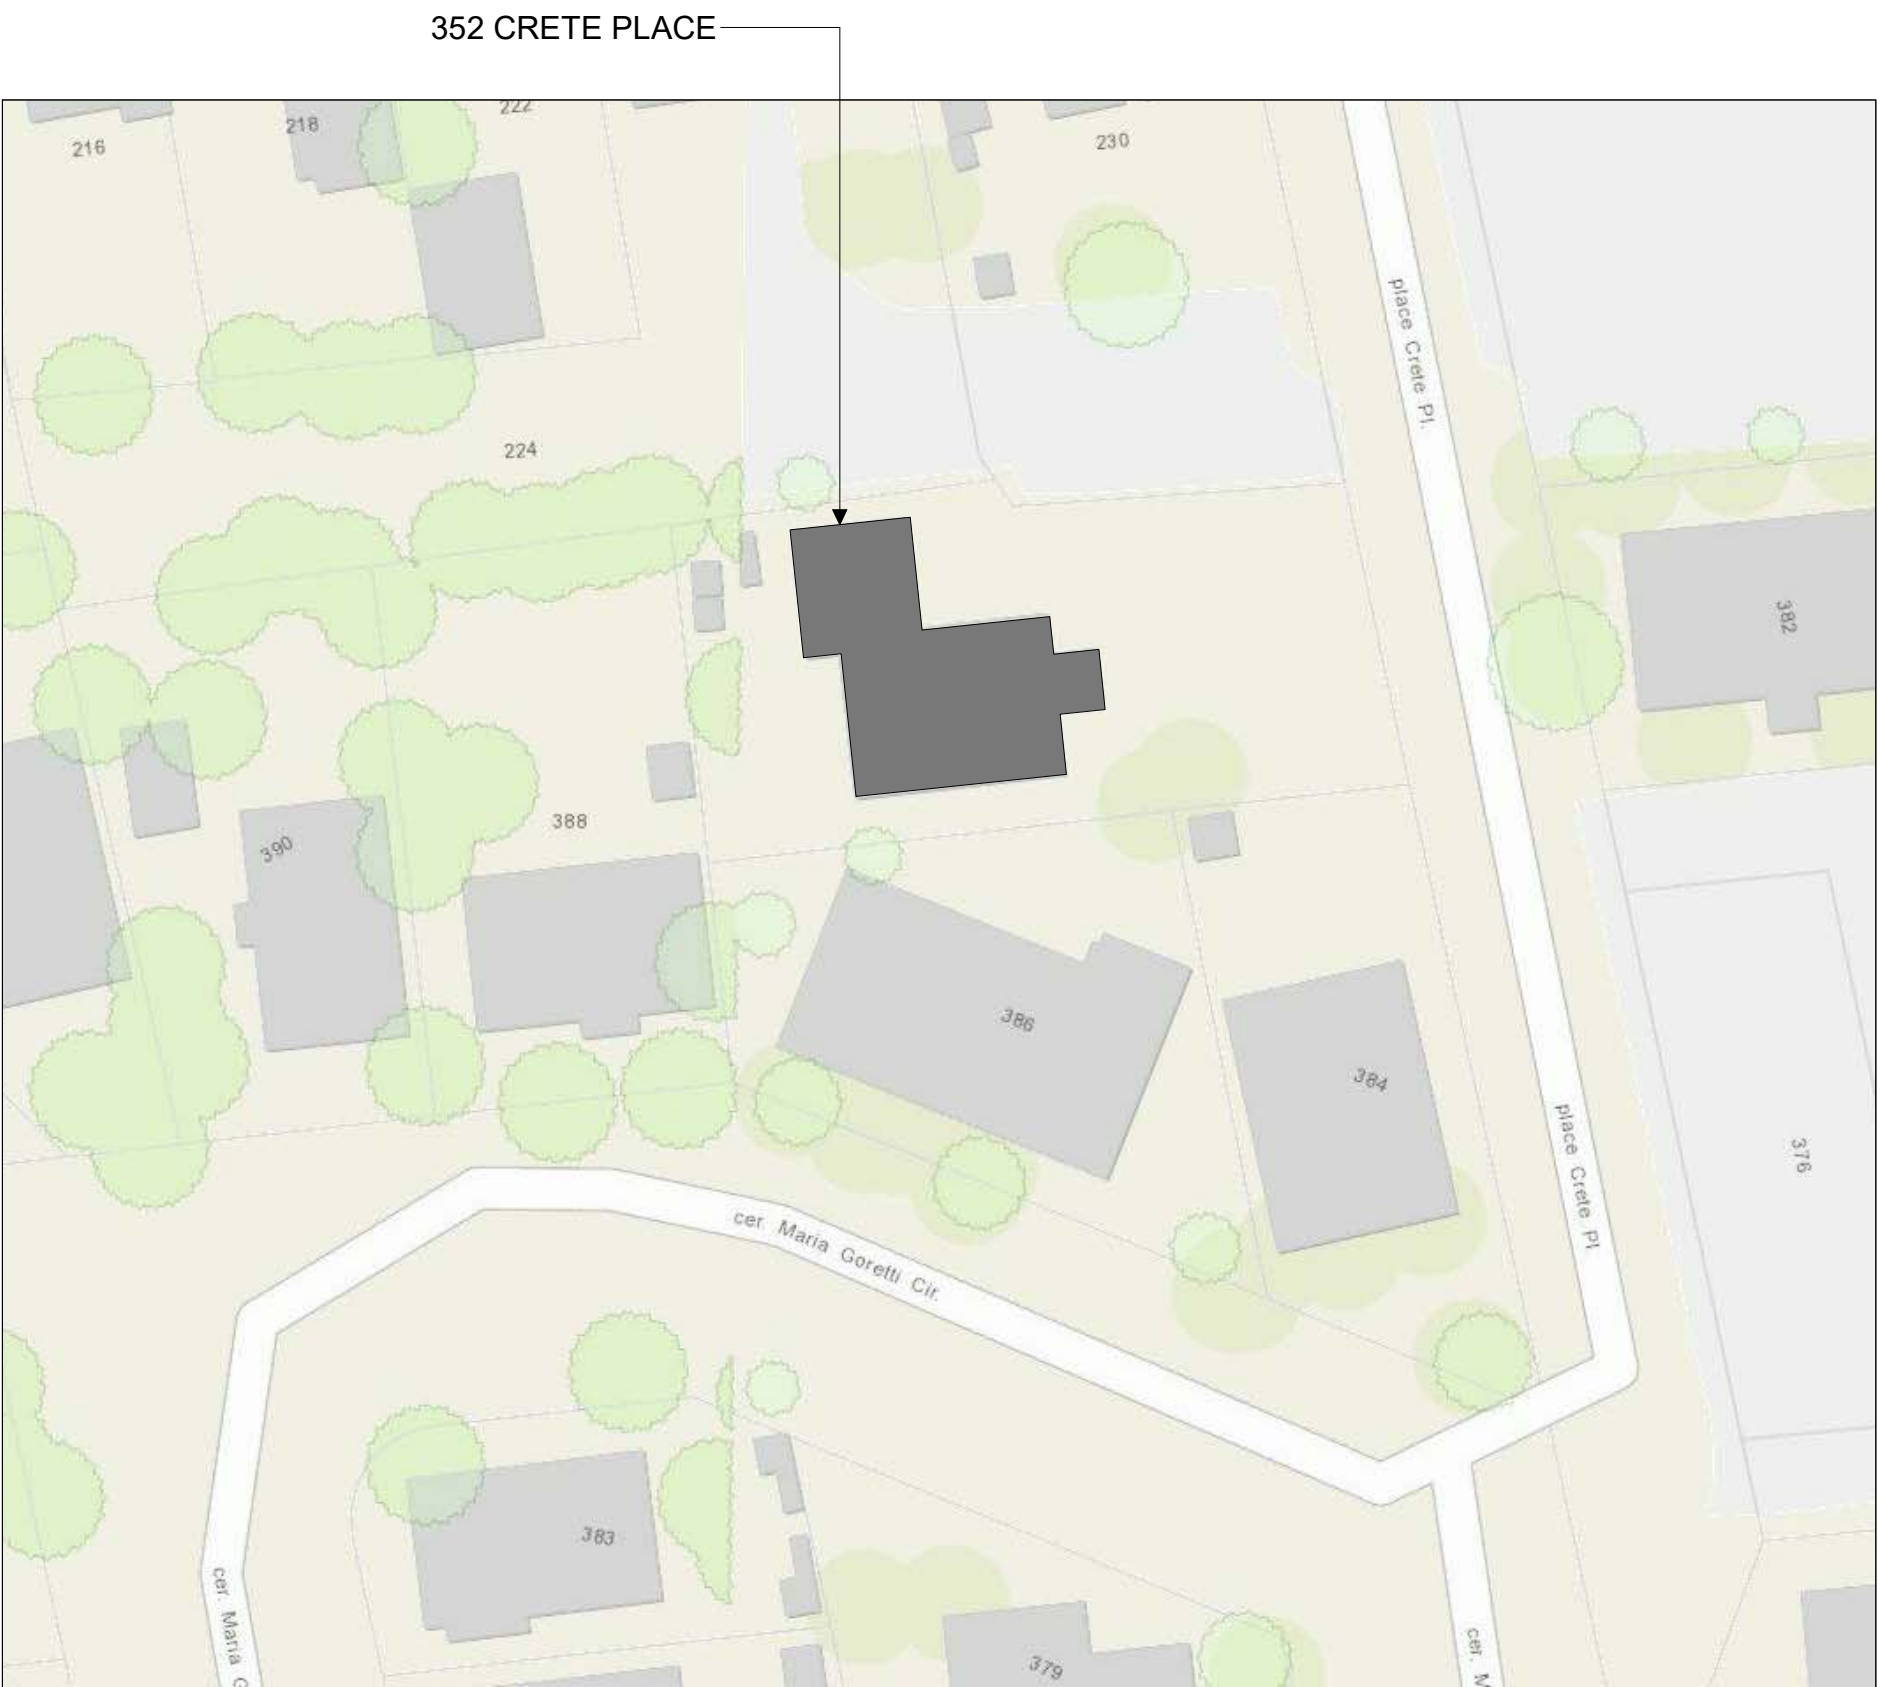 352 CRETE PLACE
222
218
216
230
place Crete Pl.
224
382
388
390
386
384
place Crete Pl
376
cer. Maria Goretti Cir.
383
cer. Maria G
cer. M
379